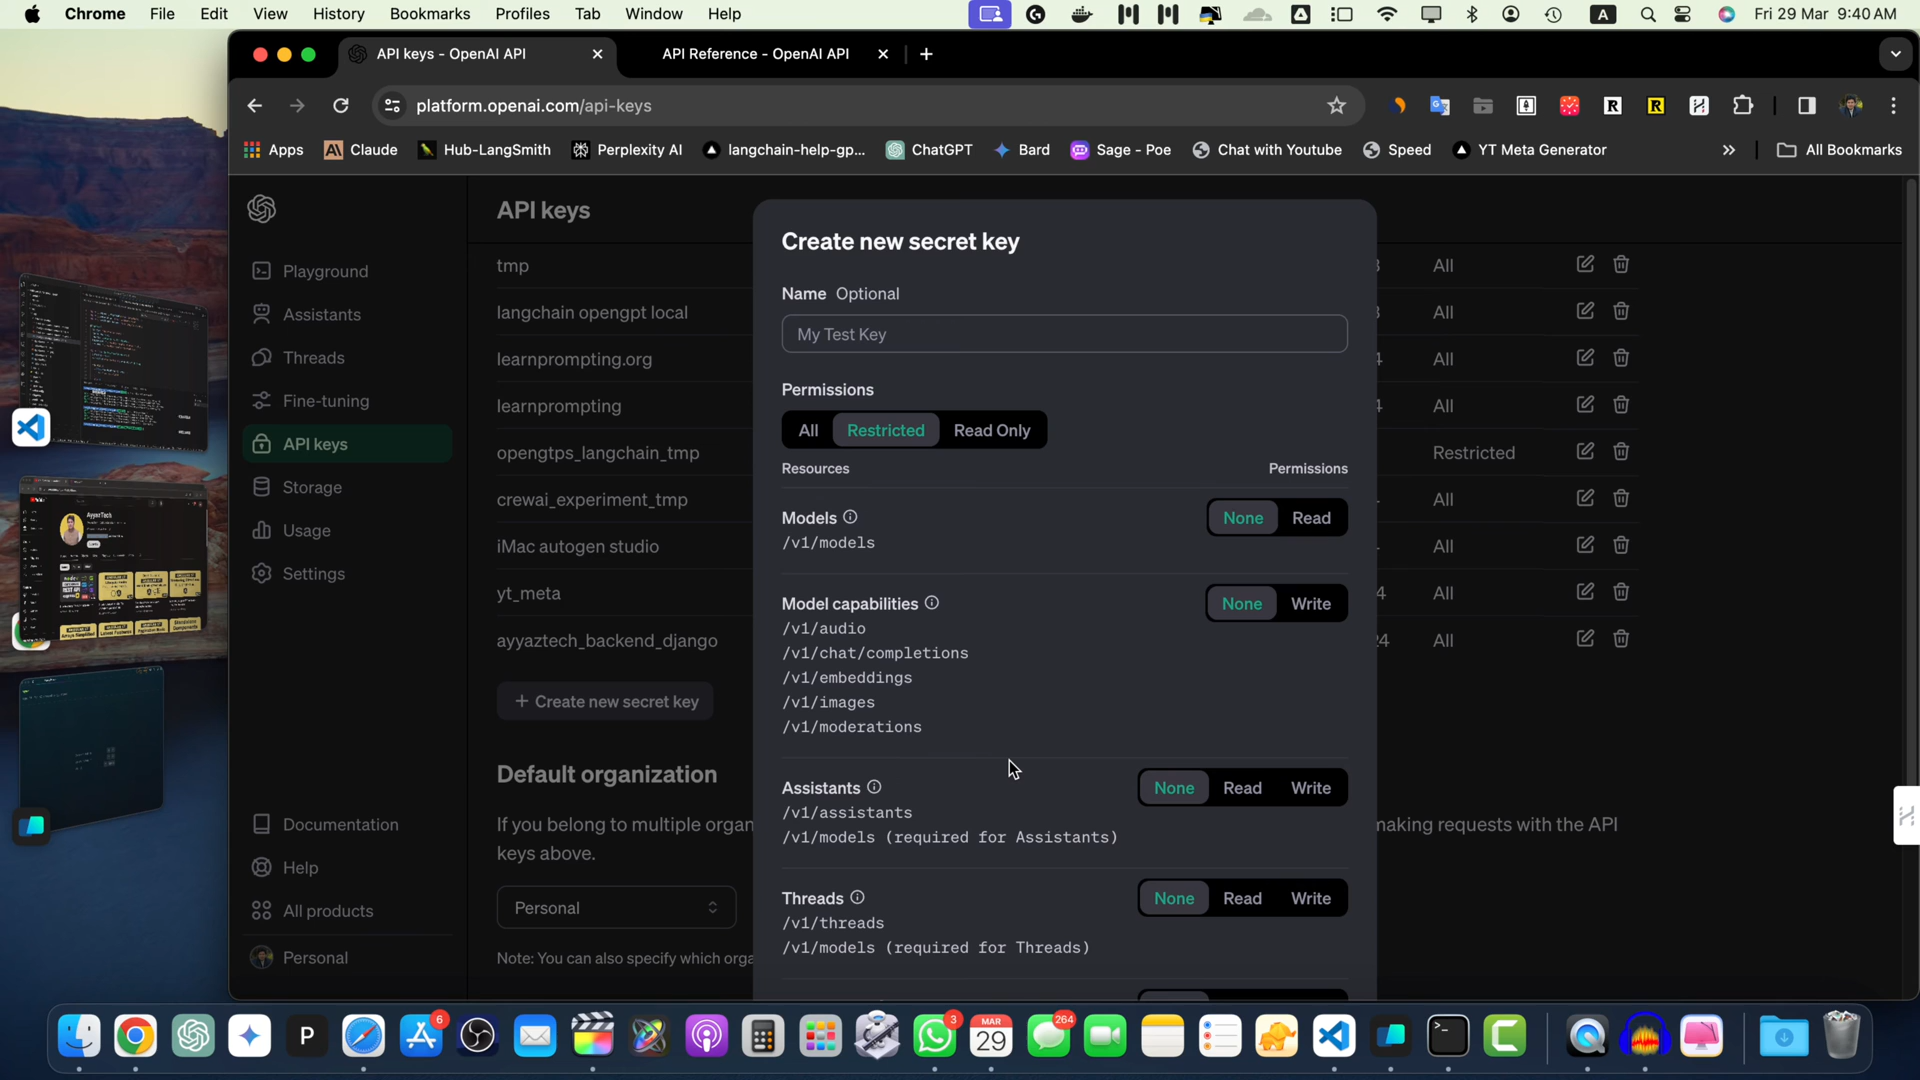 Chrome File Edit View History Bookmarks Profiles Tab Window Help A Fri 29 Mar 9:40 AM
API keys - OpenAI API API Reference - OpenAI API
platform.openai.com/api-keys
Apps Claude Hub-LangSmith Perplexity AI langchain-help-gp... ChatGPT Bard Sage - Poe Chat with Youtube Speed YT Meta Generator » All Bookmarks
API keys
Create new secret key
tmp
All
Playground
Name Optional
langchain opengpt local
All
Assistants
My Test Key
Threads
learnprompting.org
All
Permissions
Fine-tuning
learnprompting
All
All Restricted Read Only
API keys
opengtps_langchain_tmp
Restricted
Resources Permissions
Storage
crewai_experiment_tmp
All
Models None Read
Usage
/v1/models
iMac autogen studio
All
Settings
yt_meta
4 All
Model capabilities None Write
/v1/audio
ayyaztech_backend_django
24 All
/v1/chat/completions
/v1/embeddings
+ Create new secret key
/v1/images
/v1/moderations
Default organization
Assistants None Read Write
/v1/assistants
Documentation
If you belong to multiple organ
making requests with the API
/v1/models (required for Assistants)
keys above.
Help
Threads None Read Write
All products
Personal
/v1/threads
/v1/models (required for Threads)
Personal
Note: You can also specify which orga
6
P
3
MAR
29
264